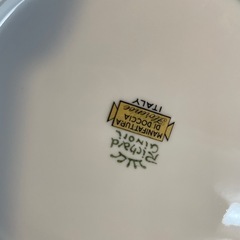 Richard
GINORI
MANIFATTURA
DI DOCCIA
ITALY